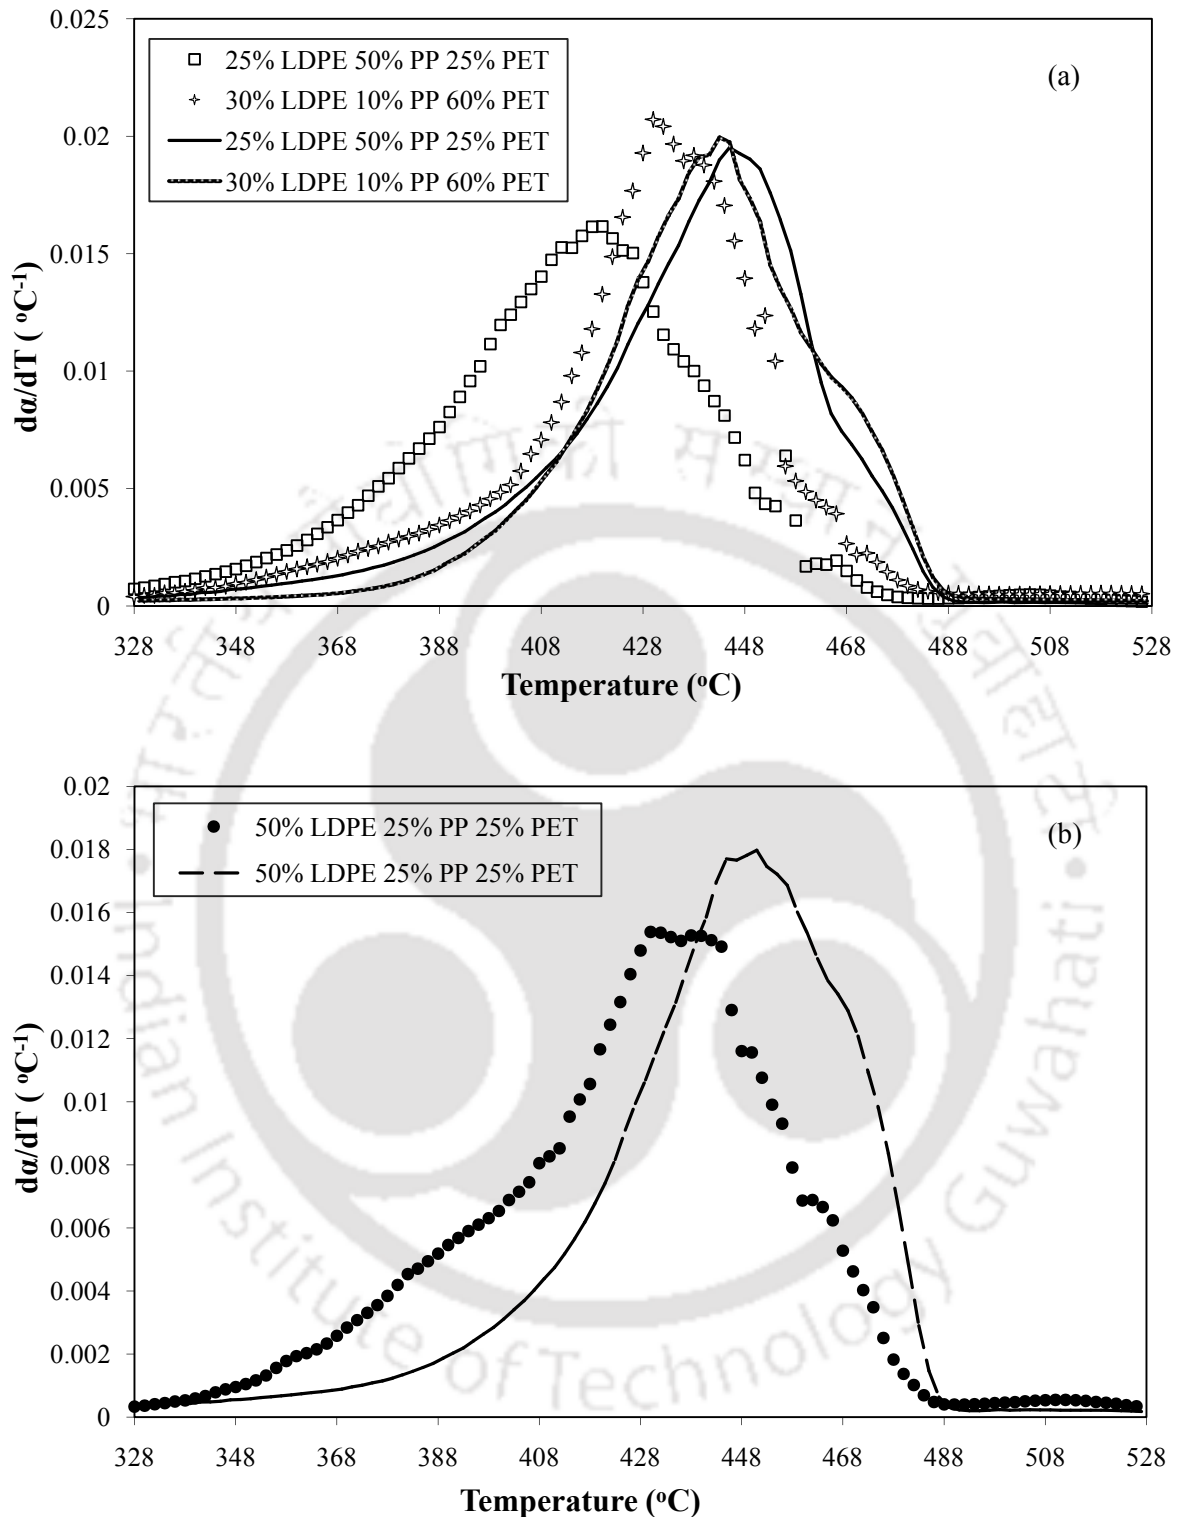 0.025
25% LDPE 50% PP 25% PET
30% LDPE 10% PP 60% PET
25% LDPE 50% PP 25% PET
30% LDPE 10% PP 60% PET
(a)
0.02
0.015
0.01
0.005
0
dα/dT ( ᵒC⁻¹)
328 348 368 388 408 428 448 468 488 508 528
Temperature (ᵒC)
0.02
50% LDPE 25% PP 25% PET
50% LDPE 25% PP 25% PET
(b)
0.018
0.016
0.014
0.012
0.01
0.008
0.006
0.004
0.002
0
dα/dT ( ᵒC⁻¹)
328 348 368 388 408 428 448 468 488 508 528
Temperature (ᵒC)
Indian Institute of Technology Guwahati